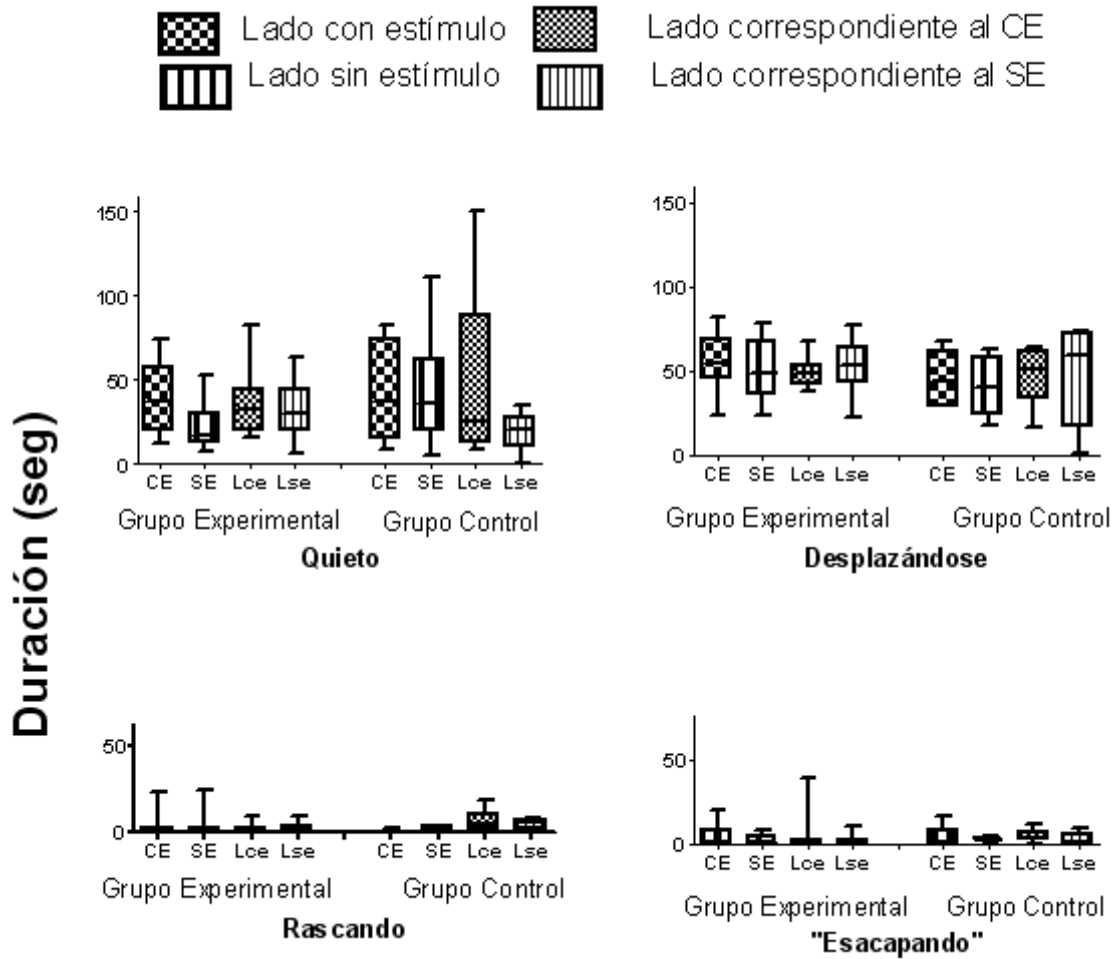 Lado con estímulo Lado correspondiente al CE
Lado sin estímulo Lado correspondiente al SE
Duración (seg)
150
100
50
0
CE SE Lce Lse CE SE Lce Lse
Grupo Experimental Grupo Control
Quieto
150
100
50
0
CE SE Lce Lse CE SE Lce Lse
Grupo Experimental Grupo Control
Desplazándose
50
0
CE SE Lce Lse CE SE Lce Lse
Grupo Experimental Grupo Control
Rascando
50
0
CE SE Lce Lse CE SE Lce Lse
Grupo Experimental Grupo Control
"Esacapando"